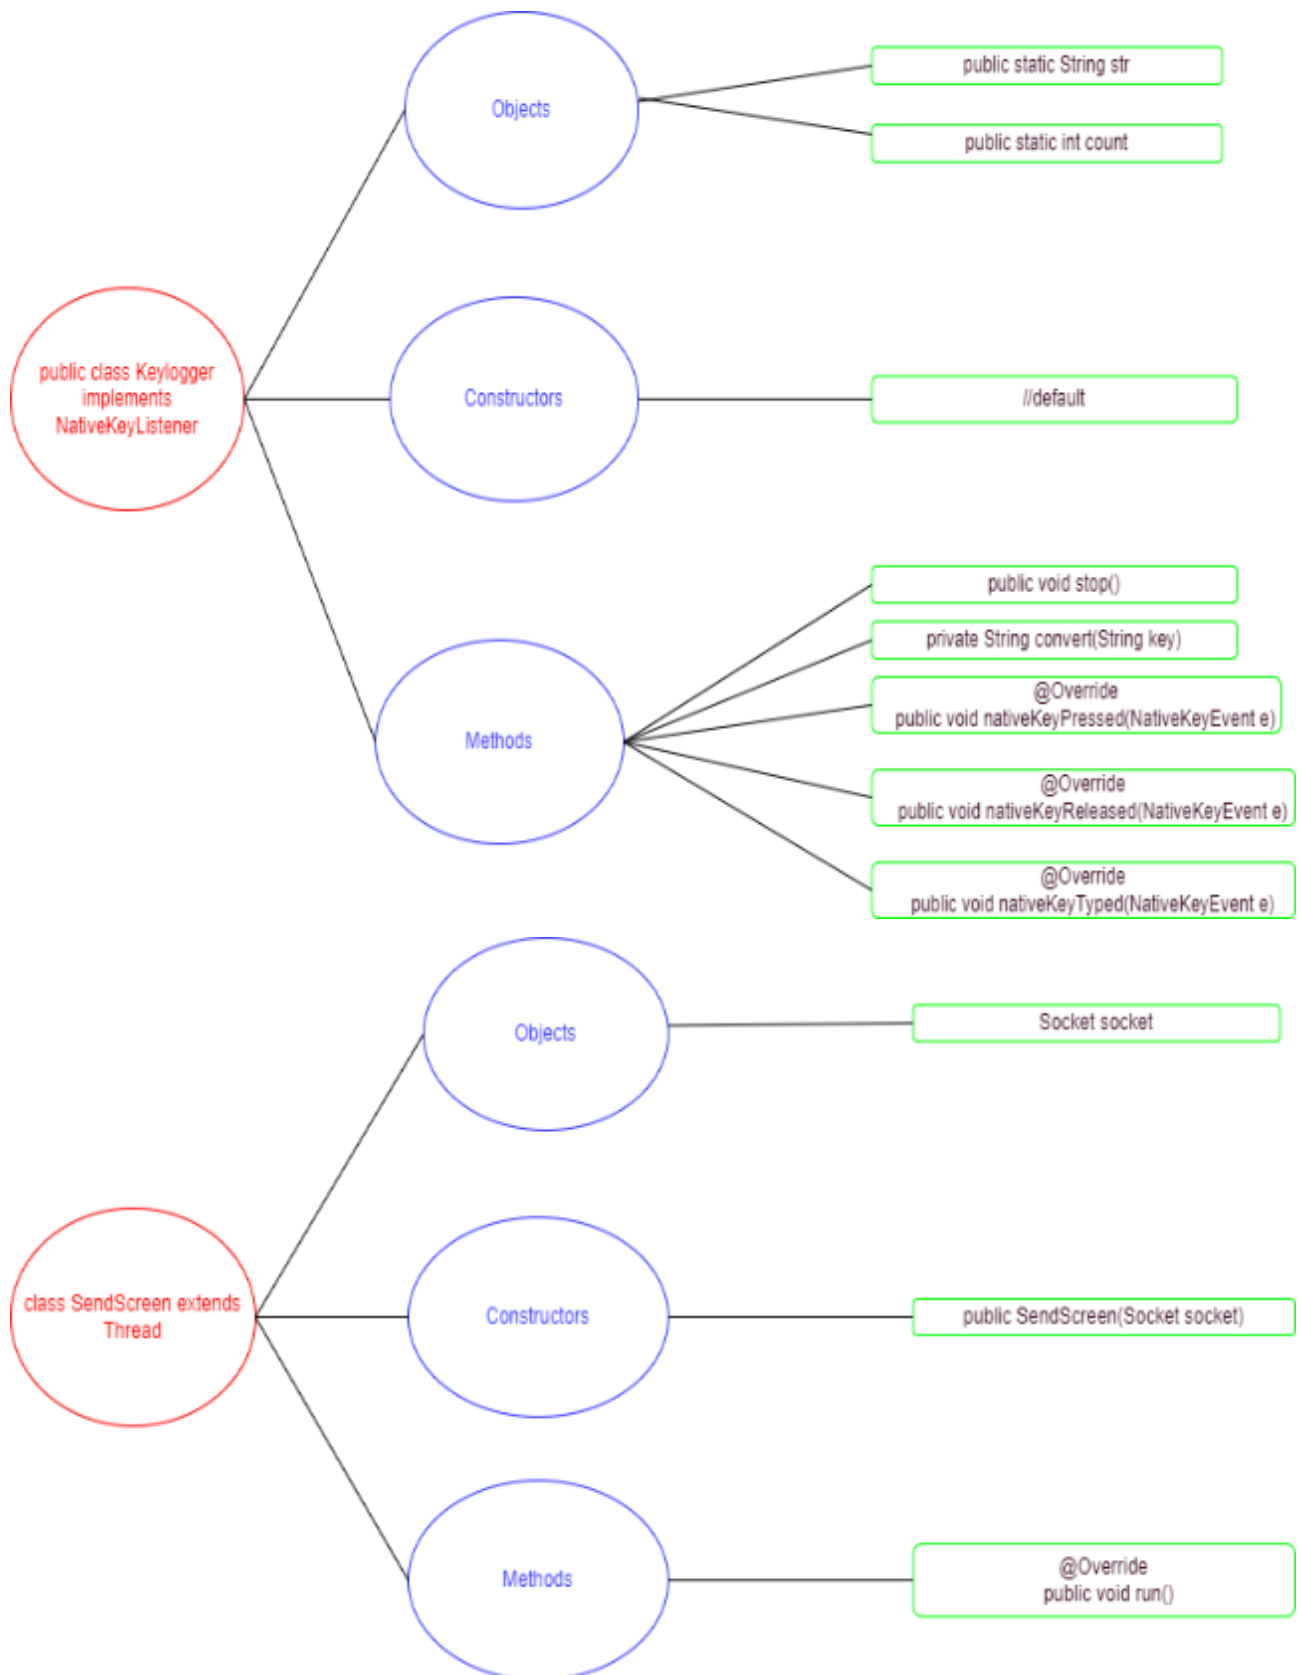 public class Keylogger
implements
NativeKeyListener
Objects
public static String str
public static int count
Constructors
//default
Methods
public void stop()
private String convert(String key)
@Override
public void nativeKeyPressed(NativeKeyEvent e)
@Override
public void nativeKeyReleased(NativeKeyEvent e)
@Override
public void nativeKeyTyped(NativeKeyEvent e)
class SendScreen extends
Thread
Objects
Socket socket
Constructors
public SendScreen(Socket socket)
Methods
@Override
public void run()